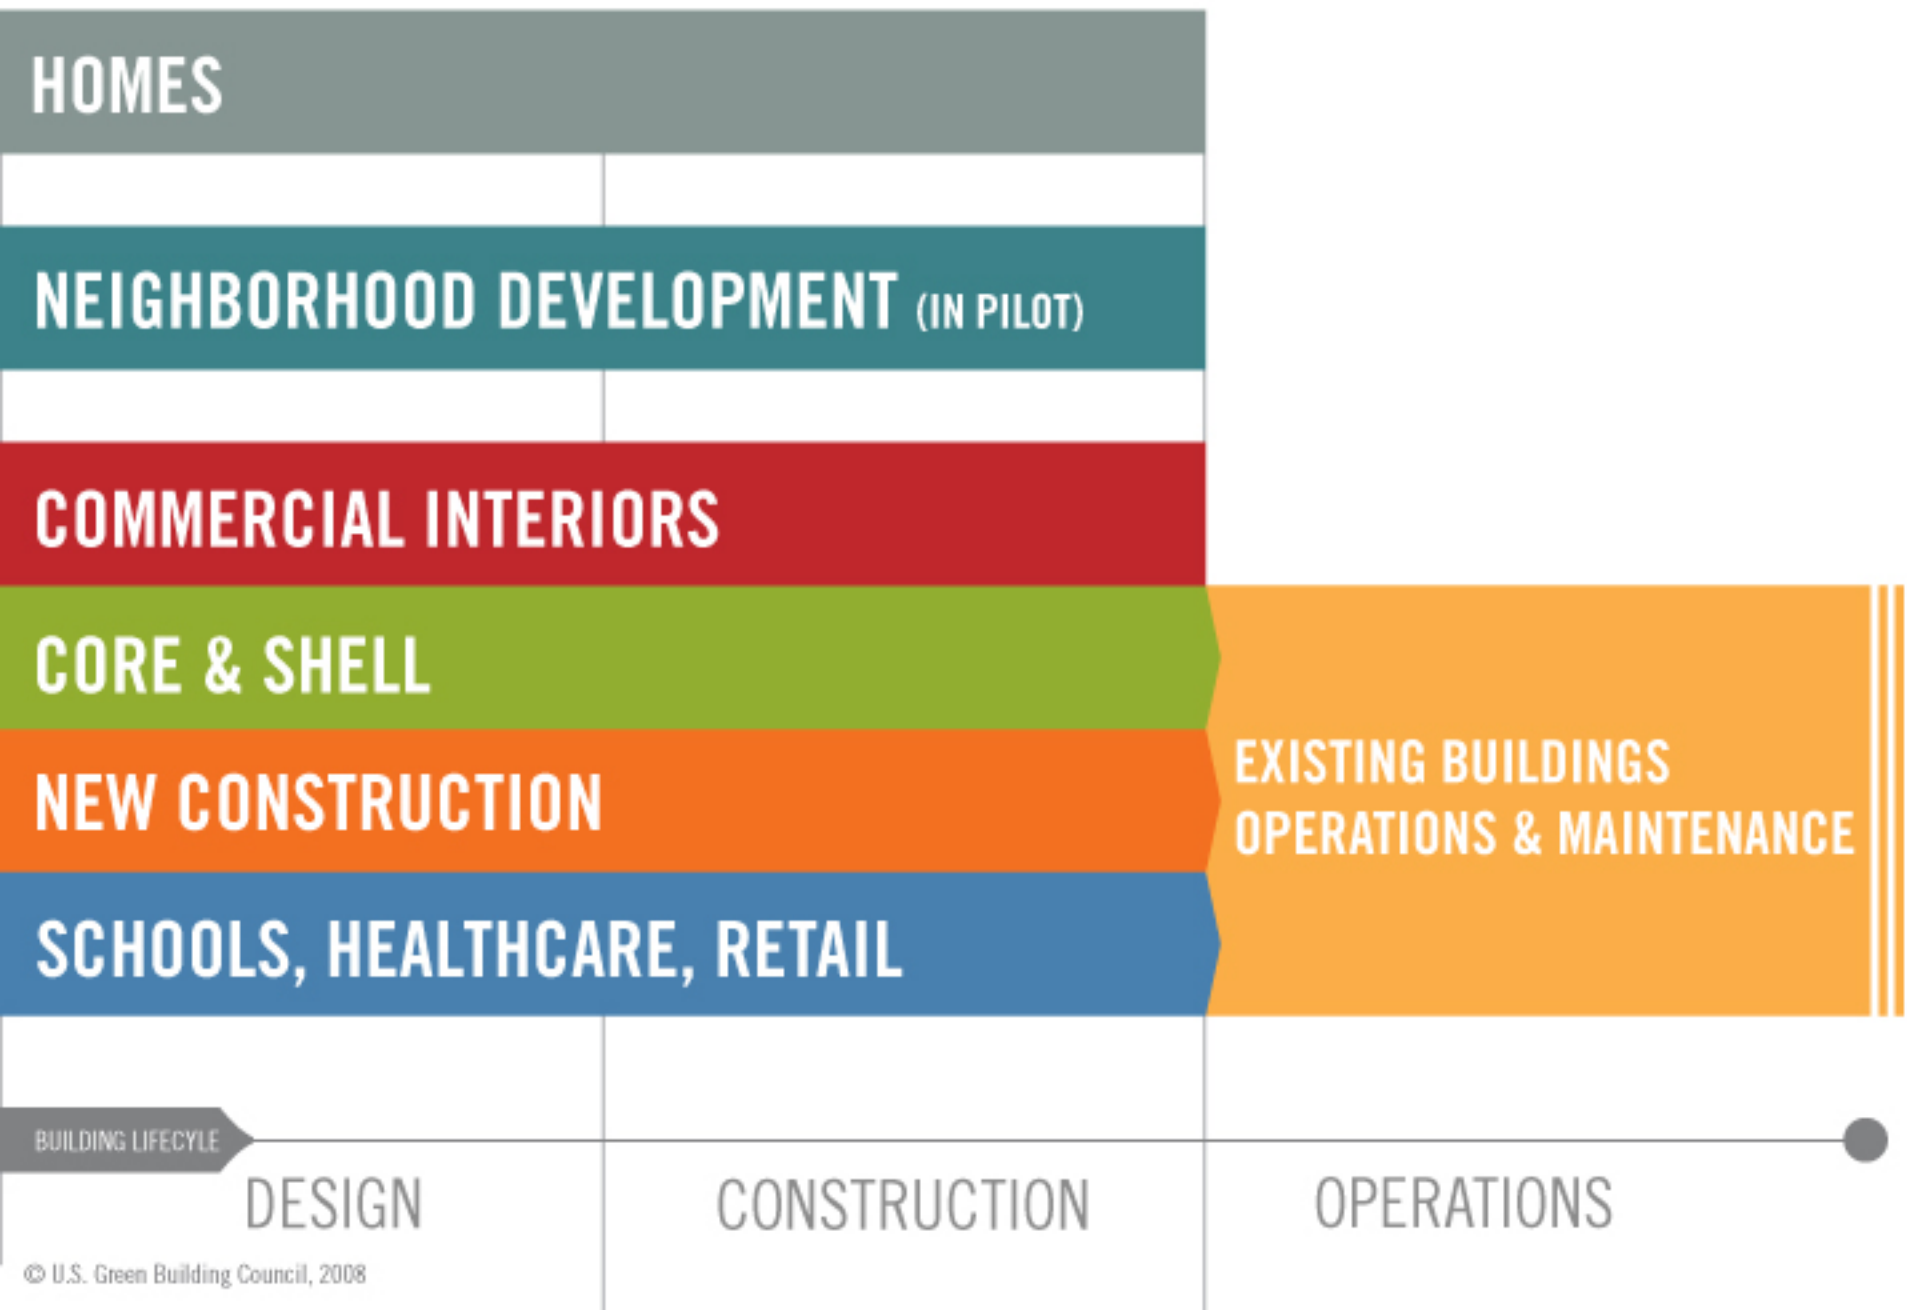 HOMES
NEIGHBORHOOD DEVELOPMENT (IN PILOT)
COMMERCIAL INTERIORS
CORE & SHELL
NEW CONSTRUCTION
SCHOOLS, HEALTHCARE, RETAIL
EXISTING BUILDINGS
OPERATIONS & MAINTENANCE
BUILDING LIFECYLE
DESIGN
CONSTRUCTION
OPERATIONS
© U.S. Green Building Council, 2008